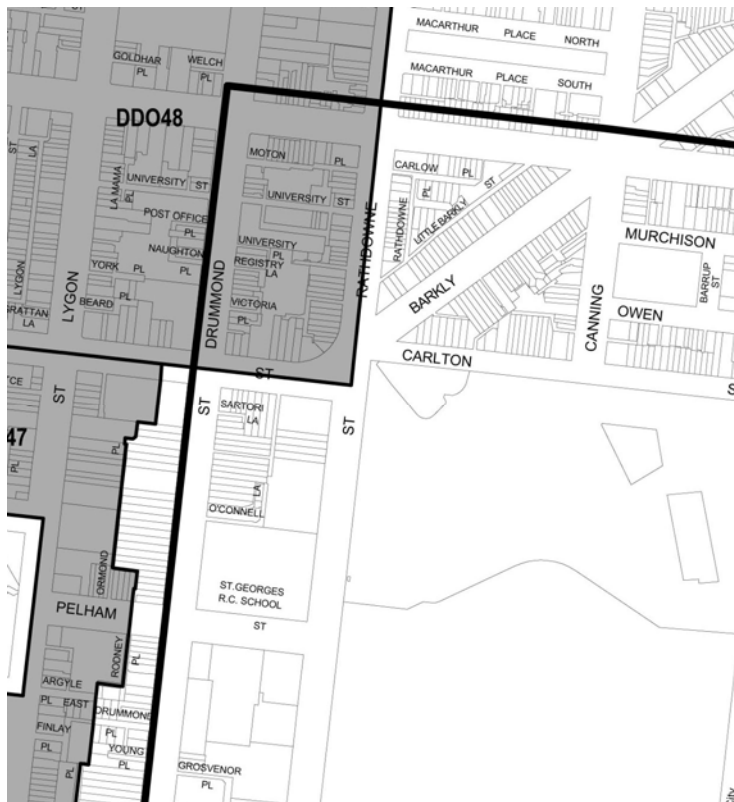 ST
MACARTHUR PLACE NORTH
GOLDHAR PL
WELCH PL
MACARTHUR PLACE SOUTH
DDO48
ST
LA
MOTON PL
CARLOW PL
LA MAMA
UNIVERSITY ST
PL
UNIVERSITY ST
PL
RATHDOWNE
LITTLE BARKLY ST
POST OFFICE
PL
NAUGHTON
PL
UNIVERSITY
PL
REGISTRY
LA
RATHDOWNE
MURCHISON
BARRUP ST
YORK PL
BEARD PL
VICTORIA
PL
DRUMMOND
LYGON
LYGON
GRATTAN
LA
BARKLY
CANNING
OWEN
CARLTON
ST
S
YCE
PL
ST
ST
SARTORI
LA
ST
47
PL
LA
O'CONNELL
ORMOND
ST.GEORGES
R.C. SCHOOL
PELHAM
ST
RODNEY
PL
ARGYLE
PL EAST
DRUMMOND
PL
FINLAY
PL
YOUNG
PL
PL
GROSVENOR
PL